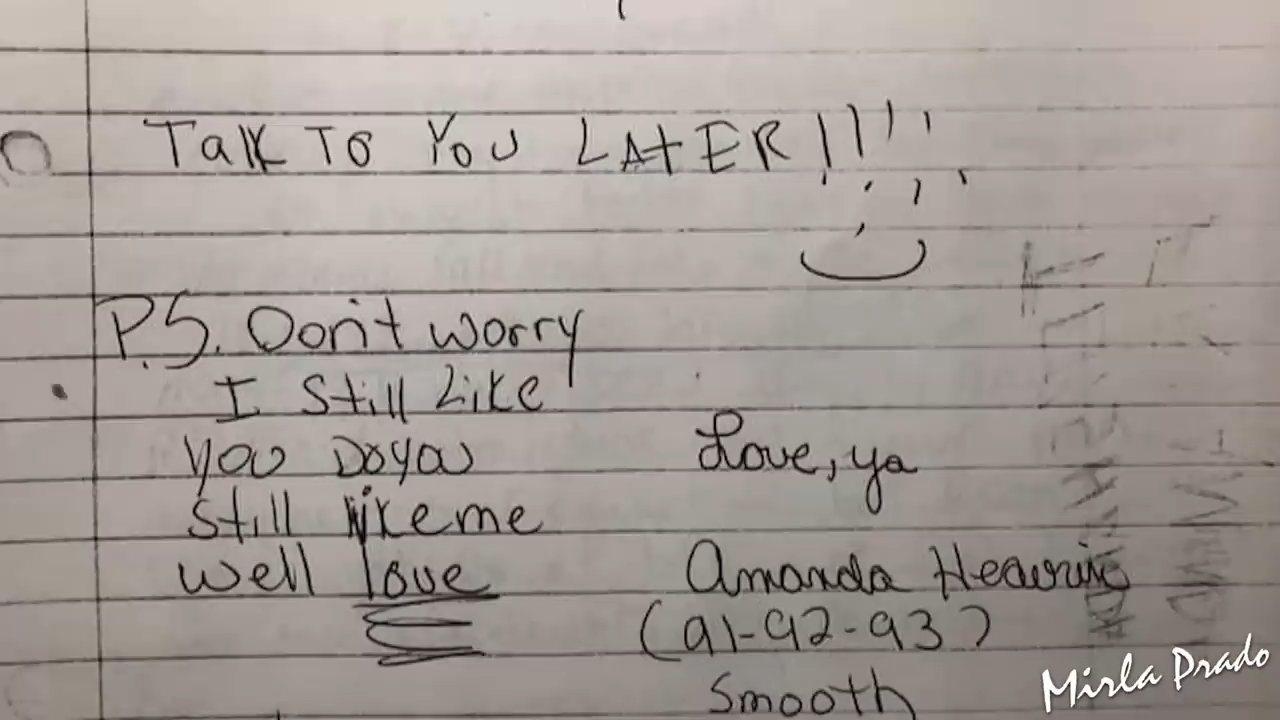 Talk To You LATER!!!!
P.S. Don't worry
I still Like
you Do you
still like me
well love
Love, ya
Amanda
(91-92-93)
Smooth
Mirla Prado